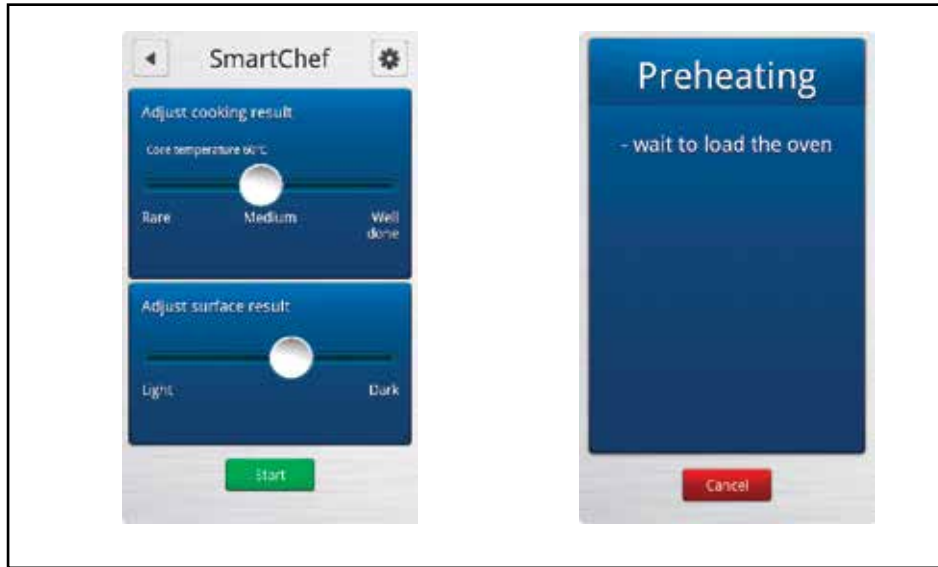 SmartChef
Adjust cooking result
Core temperature 60°C
Rare Medium Well
done
Adjust surface result
Light Dark
Start
Preheating
- wait to load the oven
Cancel